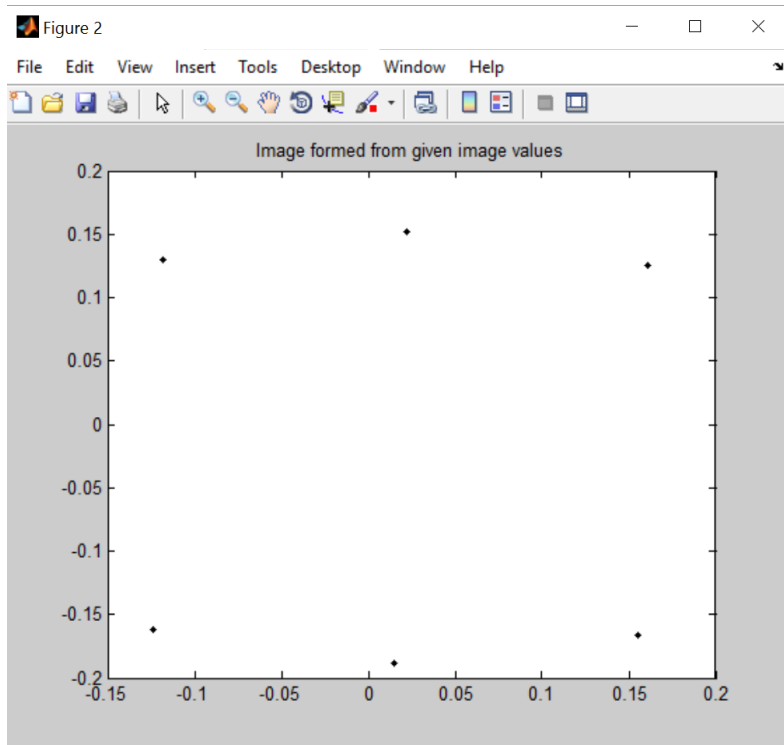 Figure 2
File Edit View Insert Tools Desktop Window Help
Image formed from given image values
0.2
0.15
0.1
0.05
0
-0.05
-0.1
-0.15
-0.2
-0.15 -0.1 -0.05 0 0.05 0.1 0.15 0.2